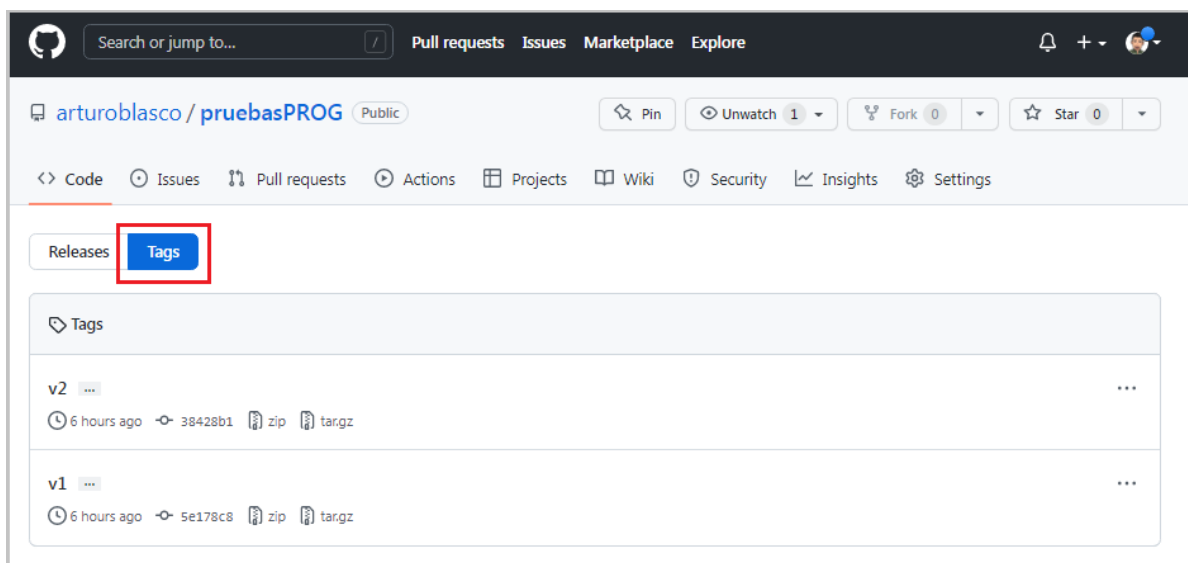 Search or jump to... / Pull requests Issues Marketplace Explore
arturoblasco / pruebasPROG Public Pin Unwatch 1 Fork 0 Star 0
<> Code Issues Pull requests Actions Projects Wiki Security Insights Settings
Releases Tags
Tags
v2 ... ...
6 hours ago 38428b1 zip tar.gz
v1 ... ...
6 hours ago 5e178c8 zip tar.gz